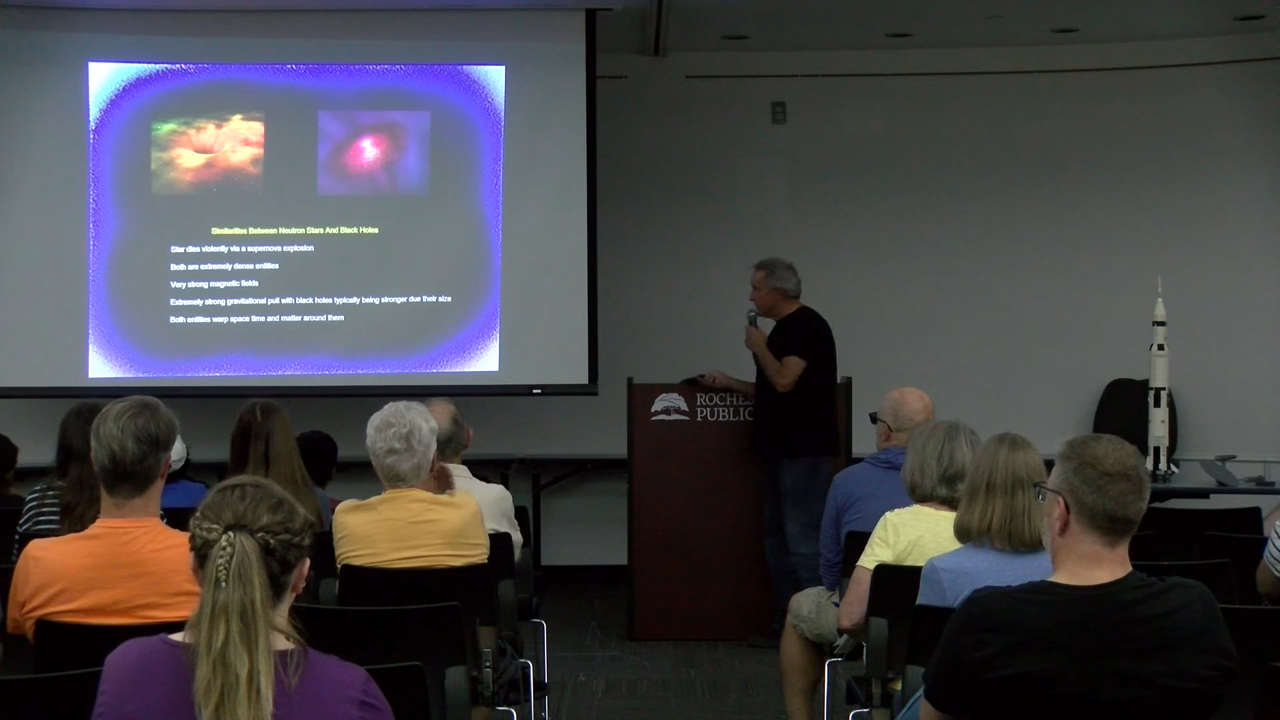 Similarities Between Neutron Stars And Black Holes
Star dies violently via a supernova explosion
Both are extremely dense entities
Very strong magnetic fields
Extremely strong gravitational pull with black holes typically being stronger due their size
Both entities warp space time and matter around them
ROCHES
PUBLIC